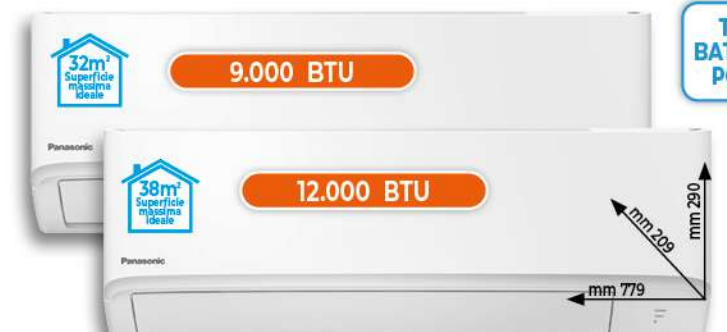 32m²
Superficie
massima
ideale
9.000 BTU
Panasonic
38m²
Superficie
massima
ideale
12.000 BTU
Panasonic
mm 290
mm 209
mm 779